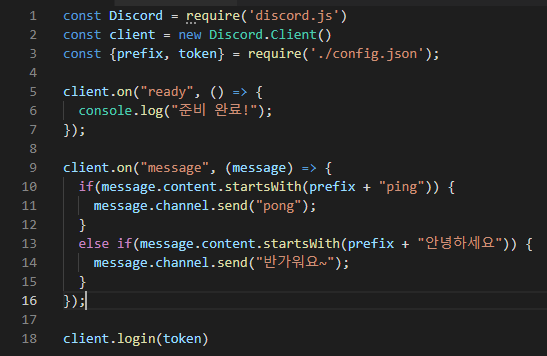 1 const Discord = require('discord.js')
2 const client = new Discord.Client()
3 const {prefix, token} = require('./config.json');
4
5 client.on("ready", () => {
6   console.log("준비 완료!");
7 });
8
9 client.on("message", (message) => {
10   if(message.content.startsWith(prefix + "ping")) {
11     message.channel.send("pong");
12   }
13   else if(message.content.startsWith(prefix + "안녕하세요")) {
14     message.channel.send("반가워요~");
15   }
16 });
17
18 client.login(token)